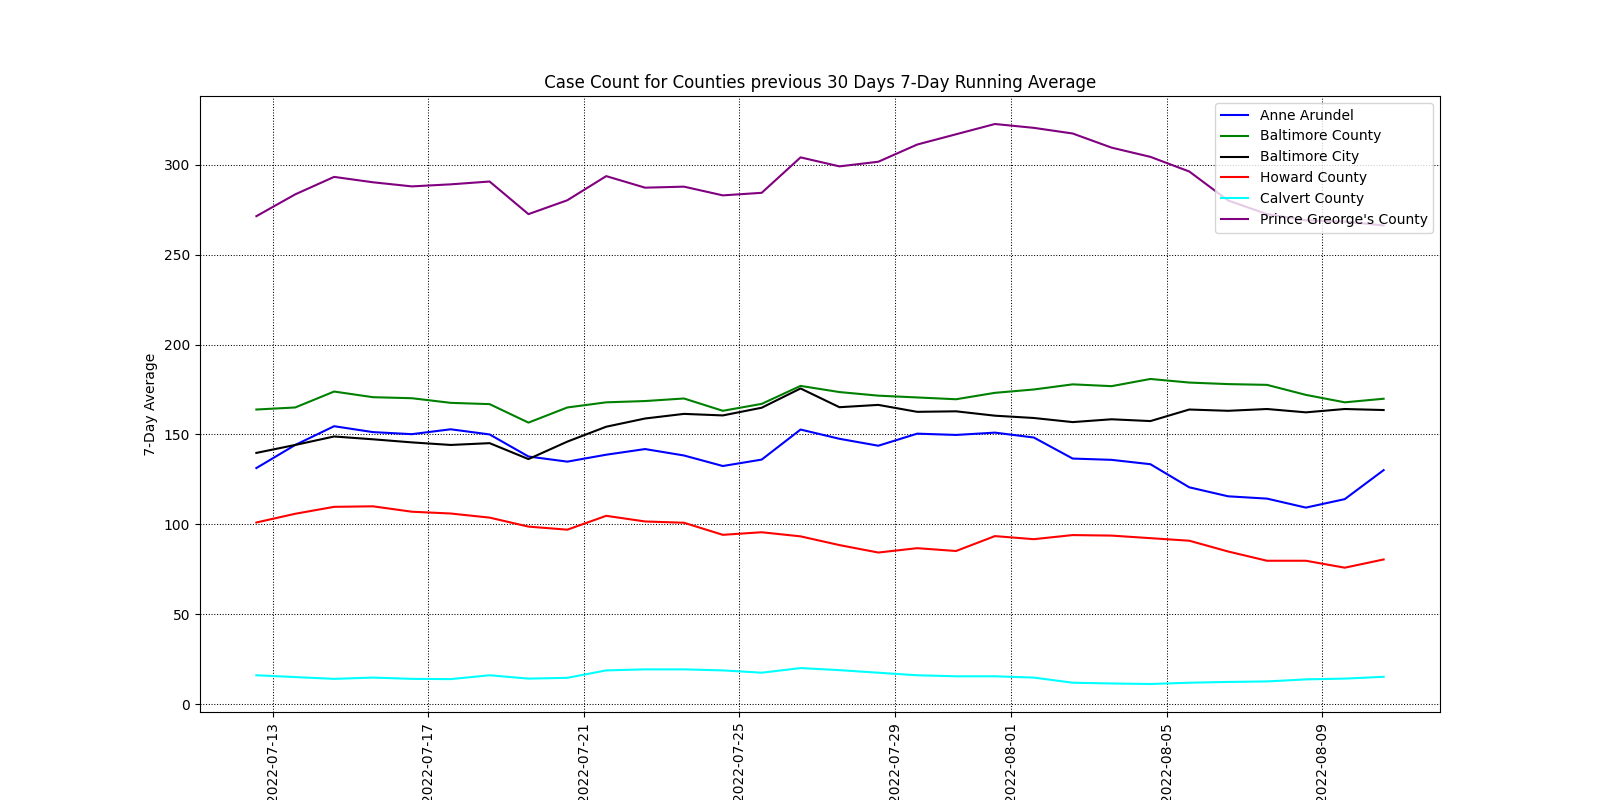 Case Count for Counties previous 30 Days 7-Day Running Average
Anne Arundel
Baltimore County
Baltimore City
Howard County
Calvert County
Prince Greorge's County
7-Day Average
300
250
200
150
100
50
0
2022-07-13
2022-07-17
2022-07-21
2022-07-25
2022-07-29
2022-08-01
2022-08-05
2022-08-09